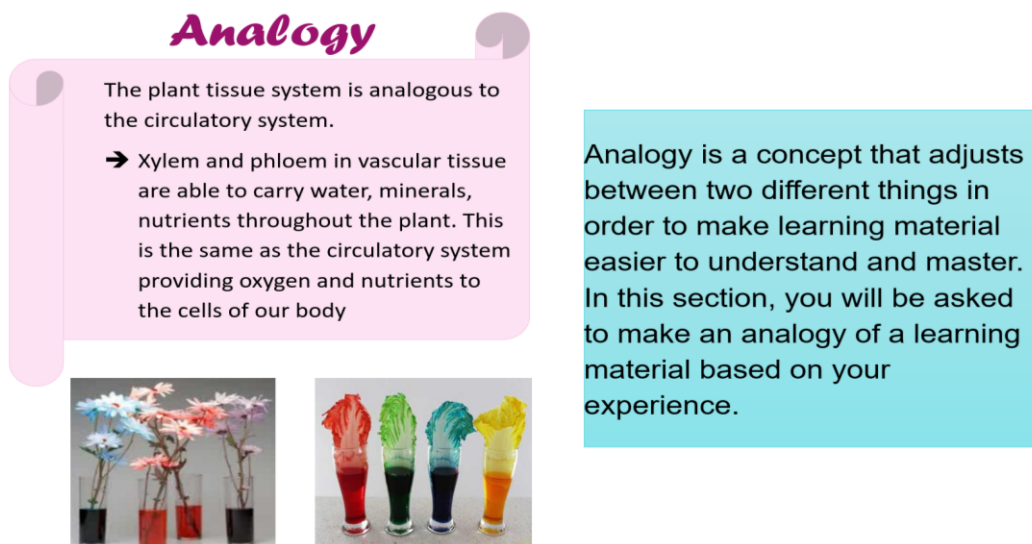 Analogy
The plant tissue system is analogous to
the circulatory system.
➔ Xylem and phloem in vascular tissue
are able to carry water, minerals,
nutrients throughout the plant. This
is the same as the circulatory system
providing oxygen and nutrients to
the cells of our body
Analogy is a concept that adjusts
between two different things in
order to make learning material
easier to understand and master.
In this section, you will be asked
to make an analogy of a learning
material based on your
experience.